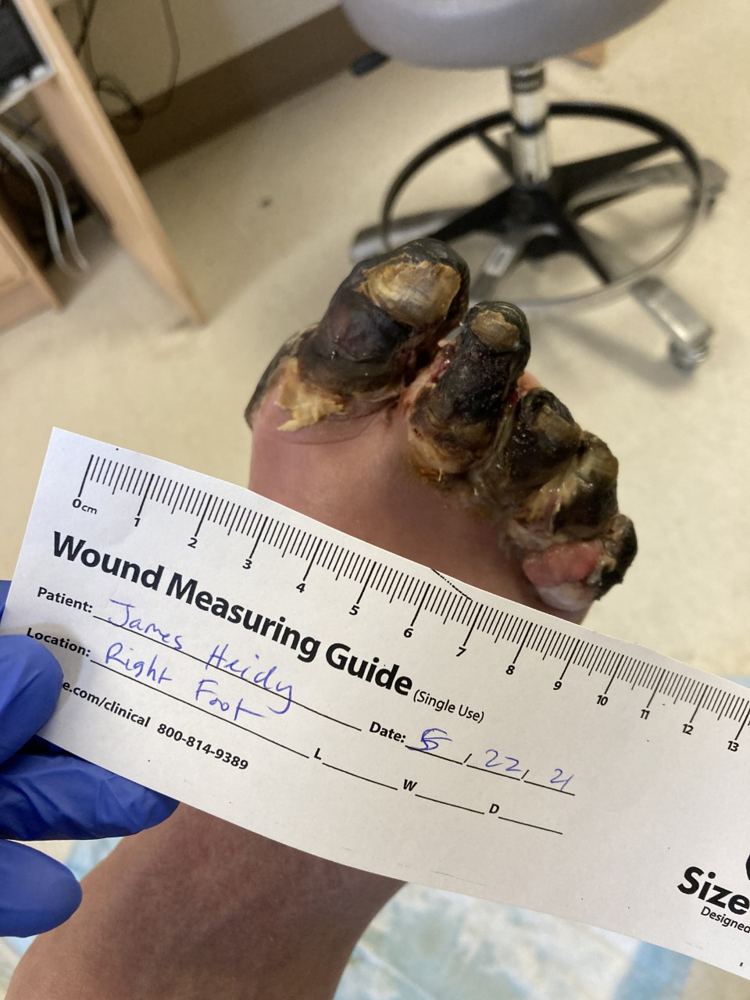 0cm 1 2 3 4 5 6 7 8 9 10 11 12 13
Wound Measuring Guide (Single Use)
Patient: James Heidy
Location: Right Foot
Date: 5, 22, 21
e.com/clinical 800-814-9389
L W D
Size
Designed